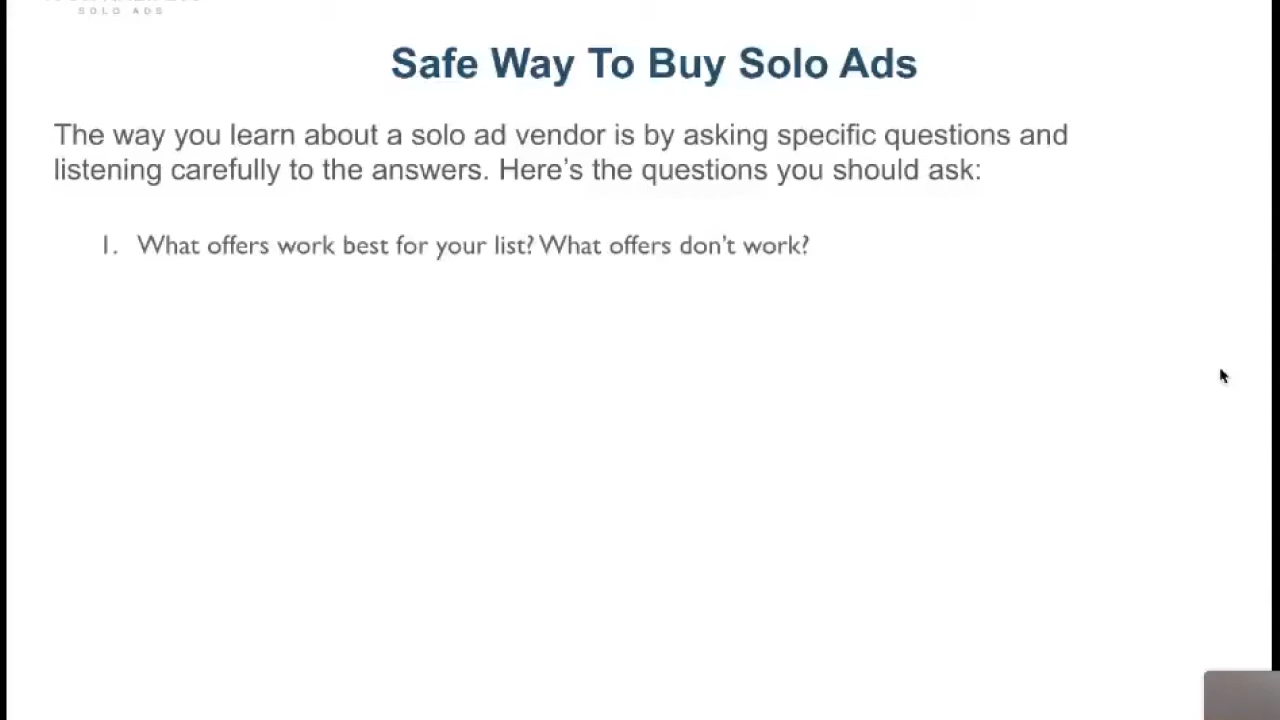 SOLO ADS
Safe Way To Buy Solo Ads
The way you learn about a solo ad vendor is by asking specific questions and
listening carefully to the answers. Here’s the questions you should ask:
1. What offers work best for your list? What offers don’t work?